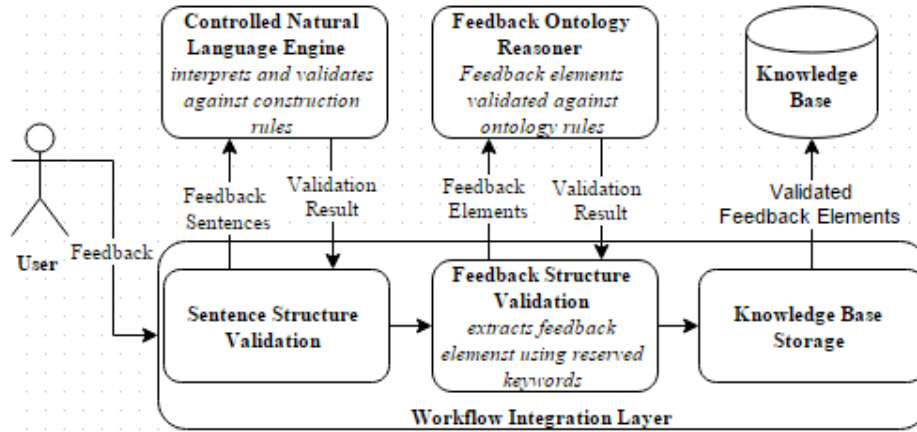 Controlled Natural
Language Engine
interprets and validates
against construction
rules
Feedback Ontology
Reasoner
Feedback elements
validated against
ontology rules
Knowledge
Base
Feedback
Sentences
Validation
Result
Feedback
Elements
Validation
Result
Validated
Feedback Elements
User
Feedback
Sentence Structure
Validation
Feedback Structure
Validation
extracts feedback
elemenst using reserved
keywords
Knowledge Base
Storage
Workflow Integration Layer